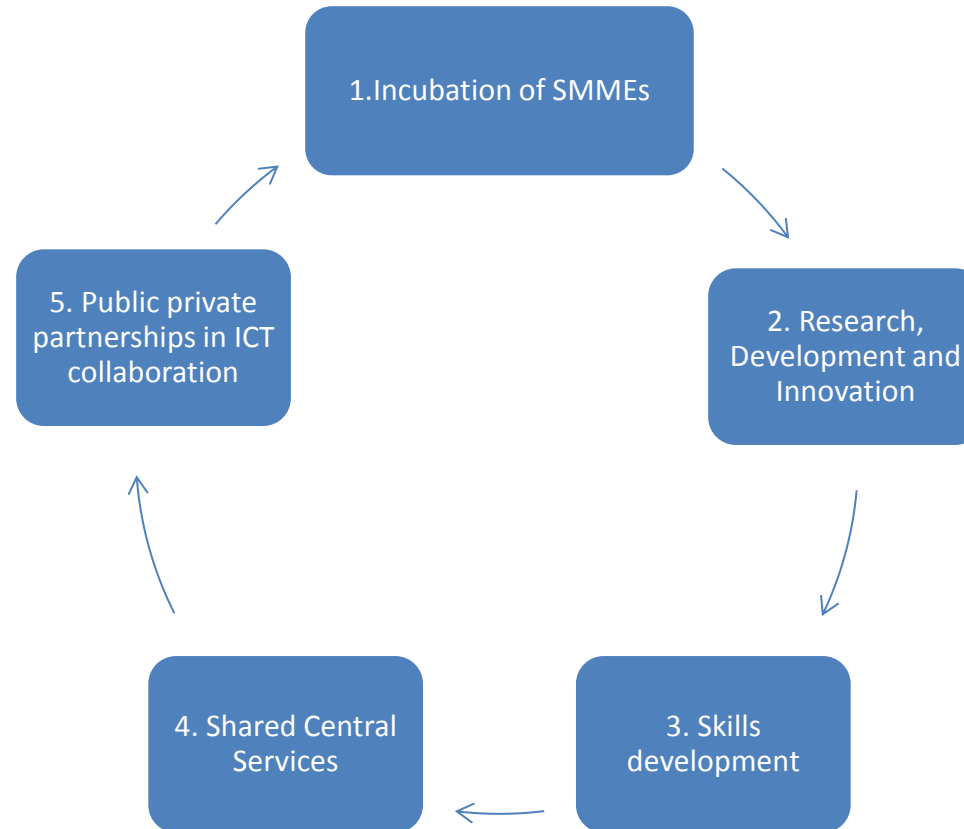 1.Incubation of SMMEs
2. Research,
Development and
Innovation
3. Skills
development
4. Shared Central
Services
5. Public private
partnerships in ICT
collaboration